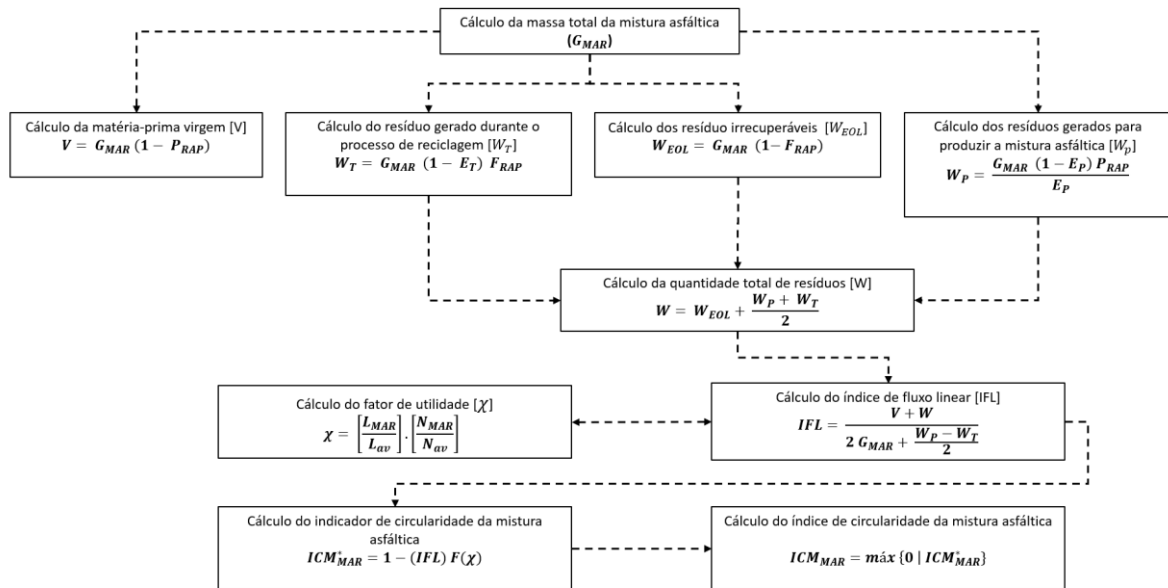 Cálculo da massa total da mistura asfáltica
(G_MAR)
Cálculo da matéria-prima virgem [V]
V = G_MAR (1 − P_RAP)
Cálculo do resíduo gerado durante o
processo de reciclagem [W_T]
W_T = G_MAR (1 − E_T) F_RAP
Cálculo dos resíduo irrecuperáveis [W_EOL]
W_EOL = G_MAR (1− F_RAP)
Cálculo dos resíduos gerados para
produzir a mistura asfáltica [W_p]
W_P = G_MAR (1 − E_P) P_RAP / E_P
Cálculo da quantidade total de resíduos [W]
W = W_EOL + (W_P + W_T) / 2
Cálculo do fator de utilidade [χ]
χ = [L_MAR / L_av] . [N_MAR / N_av]
Cálculo do índice de fluxo linear [IFL]
IFL = (V + W) / (2 G_MAR + (W_P − W_T) / 2)
Cálculo do indicador de circularidade da mistura
asfáltica
ICM*_MAR = 1 − (IFL) F(χ)
Cálculo do índice de circularidade da mistura asfáltica
ICM_MAR = máx {0 | ICM*_MAR}